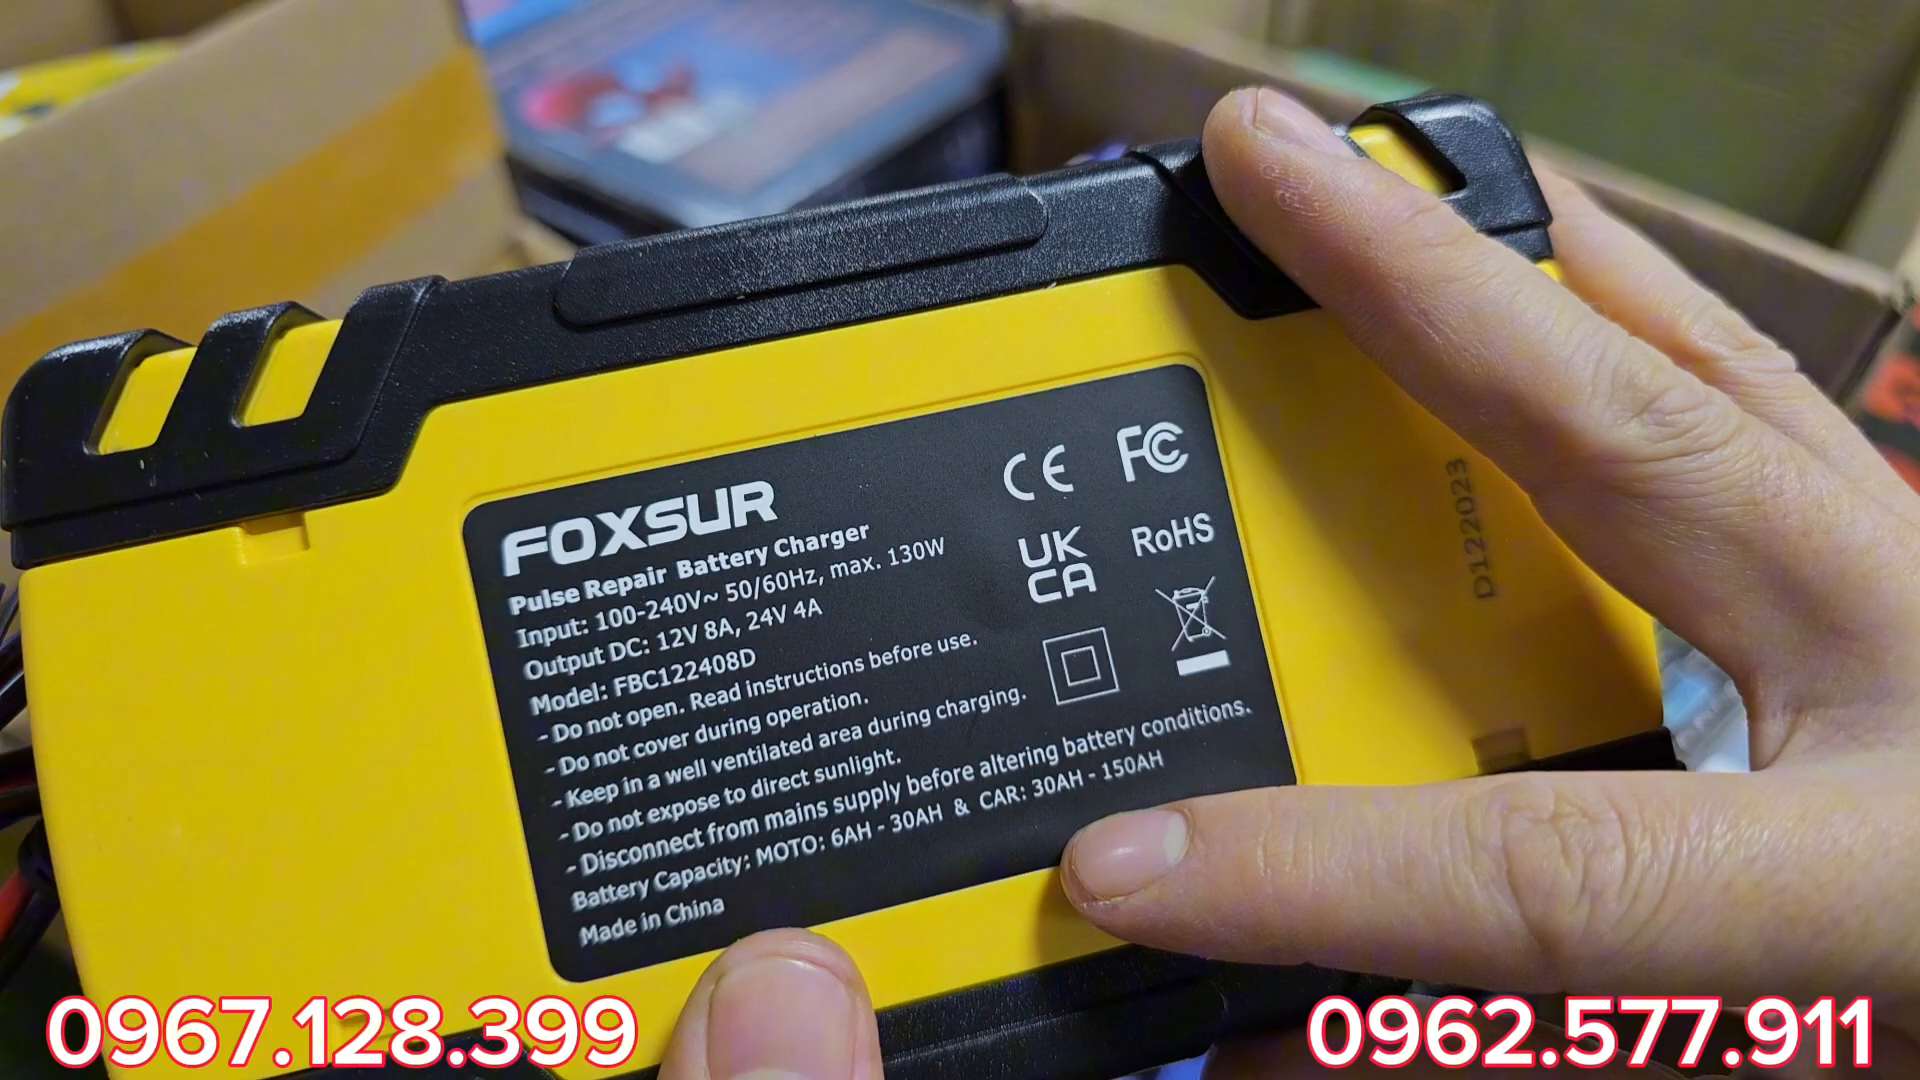 FOXSUR
Pulse Repair Battery Charger
Input: 100-240V~ 50/60Hz, max. 130W
Output DC: 12V 8A, 24V 4A
Model: FBC122408D
- Do not open. Read instructions before use.
- Do not cover during operation.
- Keep in a well ventilated area during charging.
- Do not expose to direct sunlight.
- Disconnect from mains supply before altering battery conditions.
Battery Capacity: MOTO: 6AH - 30AH & CAR: 30AH - 150AH
Made in China
CE
FC
UK
CA
RoHS
D122023
0967.128.399
0962.577.911